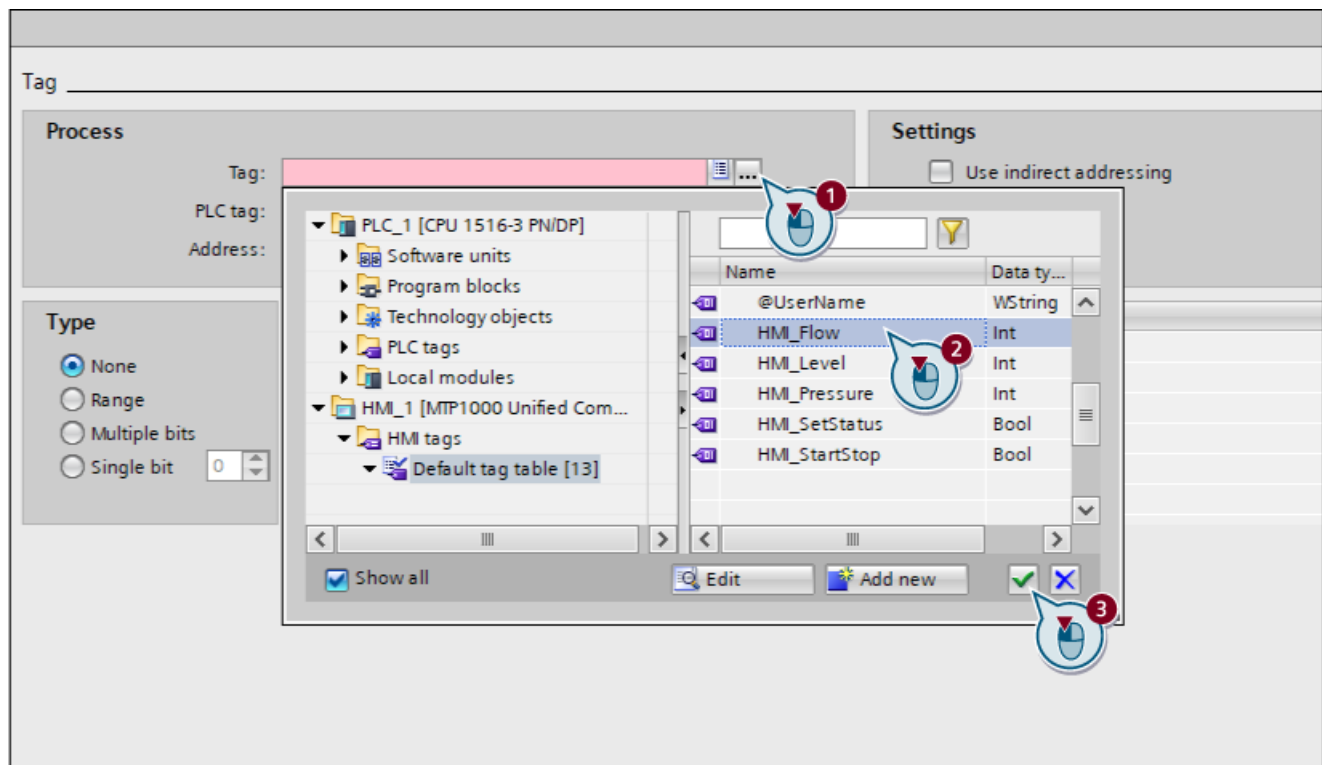 Tag
Process
Settings
Tag:
...
1
Use indirect addressing
PLC tag:
PLC_1 [CPU 1516-3 PN/DP]
Address:
Software units
Name
Data ty...
Program blocks
@UserName
WString
Type
Technology objects
HMI_Flow
Int
2
None
PLC tags
HMI_Level
Int
Range
Local modules
HMI_Pressure
Int
Multiple bits
HMI_1 [MTP1000 Unified Com...
HMI_SetStatus
Bool
Single bit
0
HMI tags
HMI_StartStop
Bool
Default tag table [13]
Show all
Edit
Add new
3